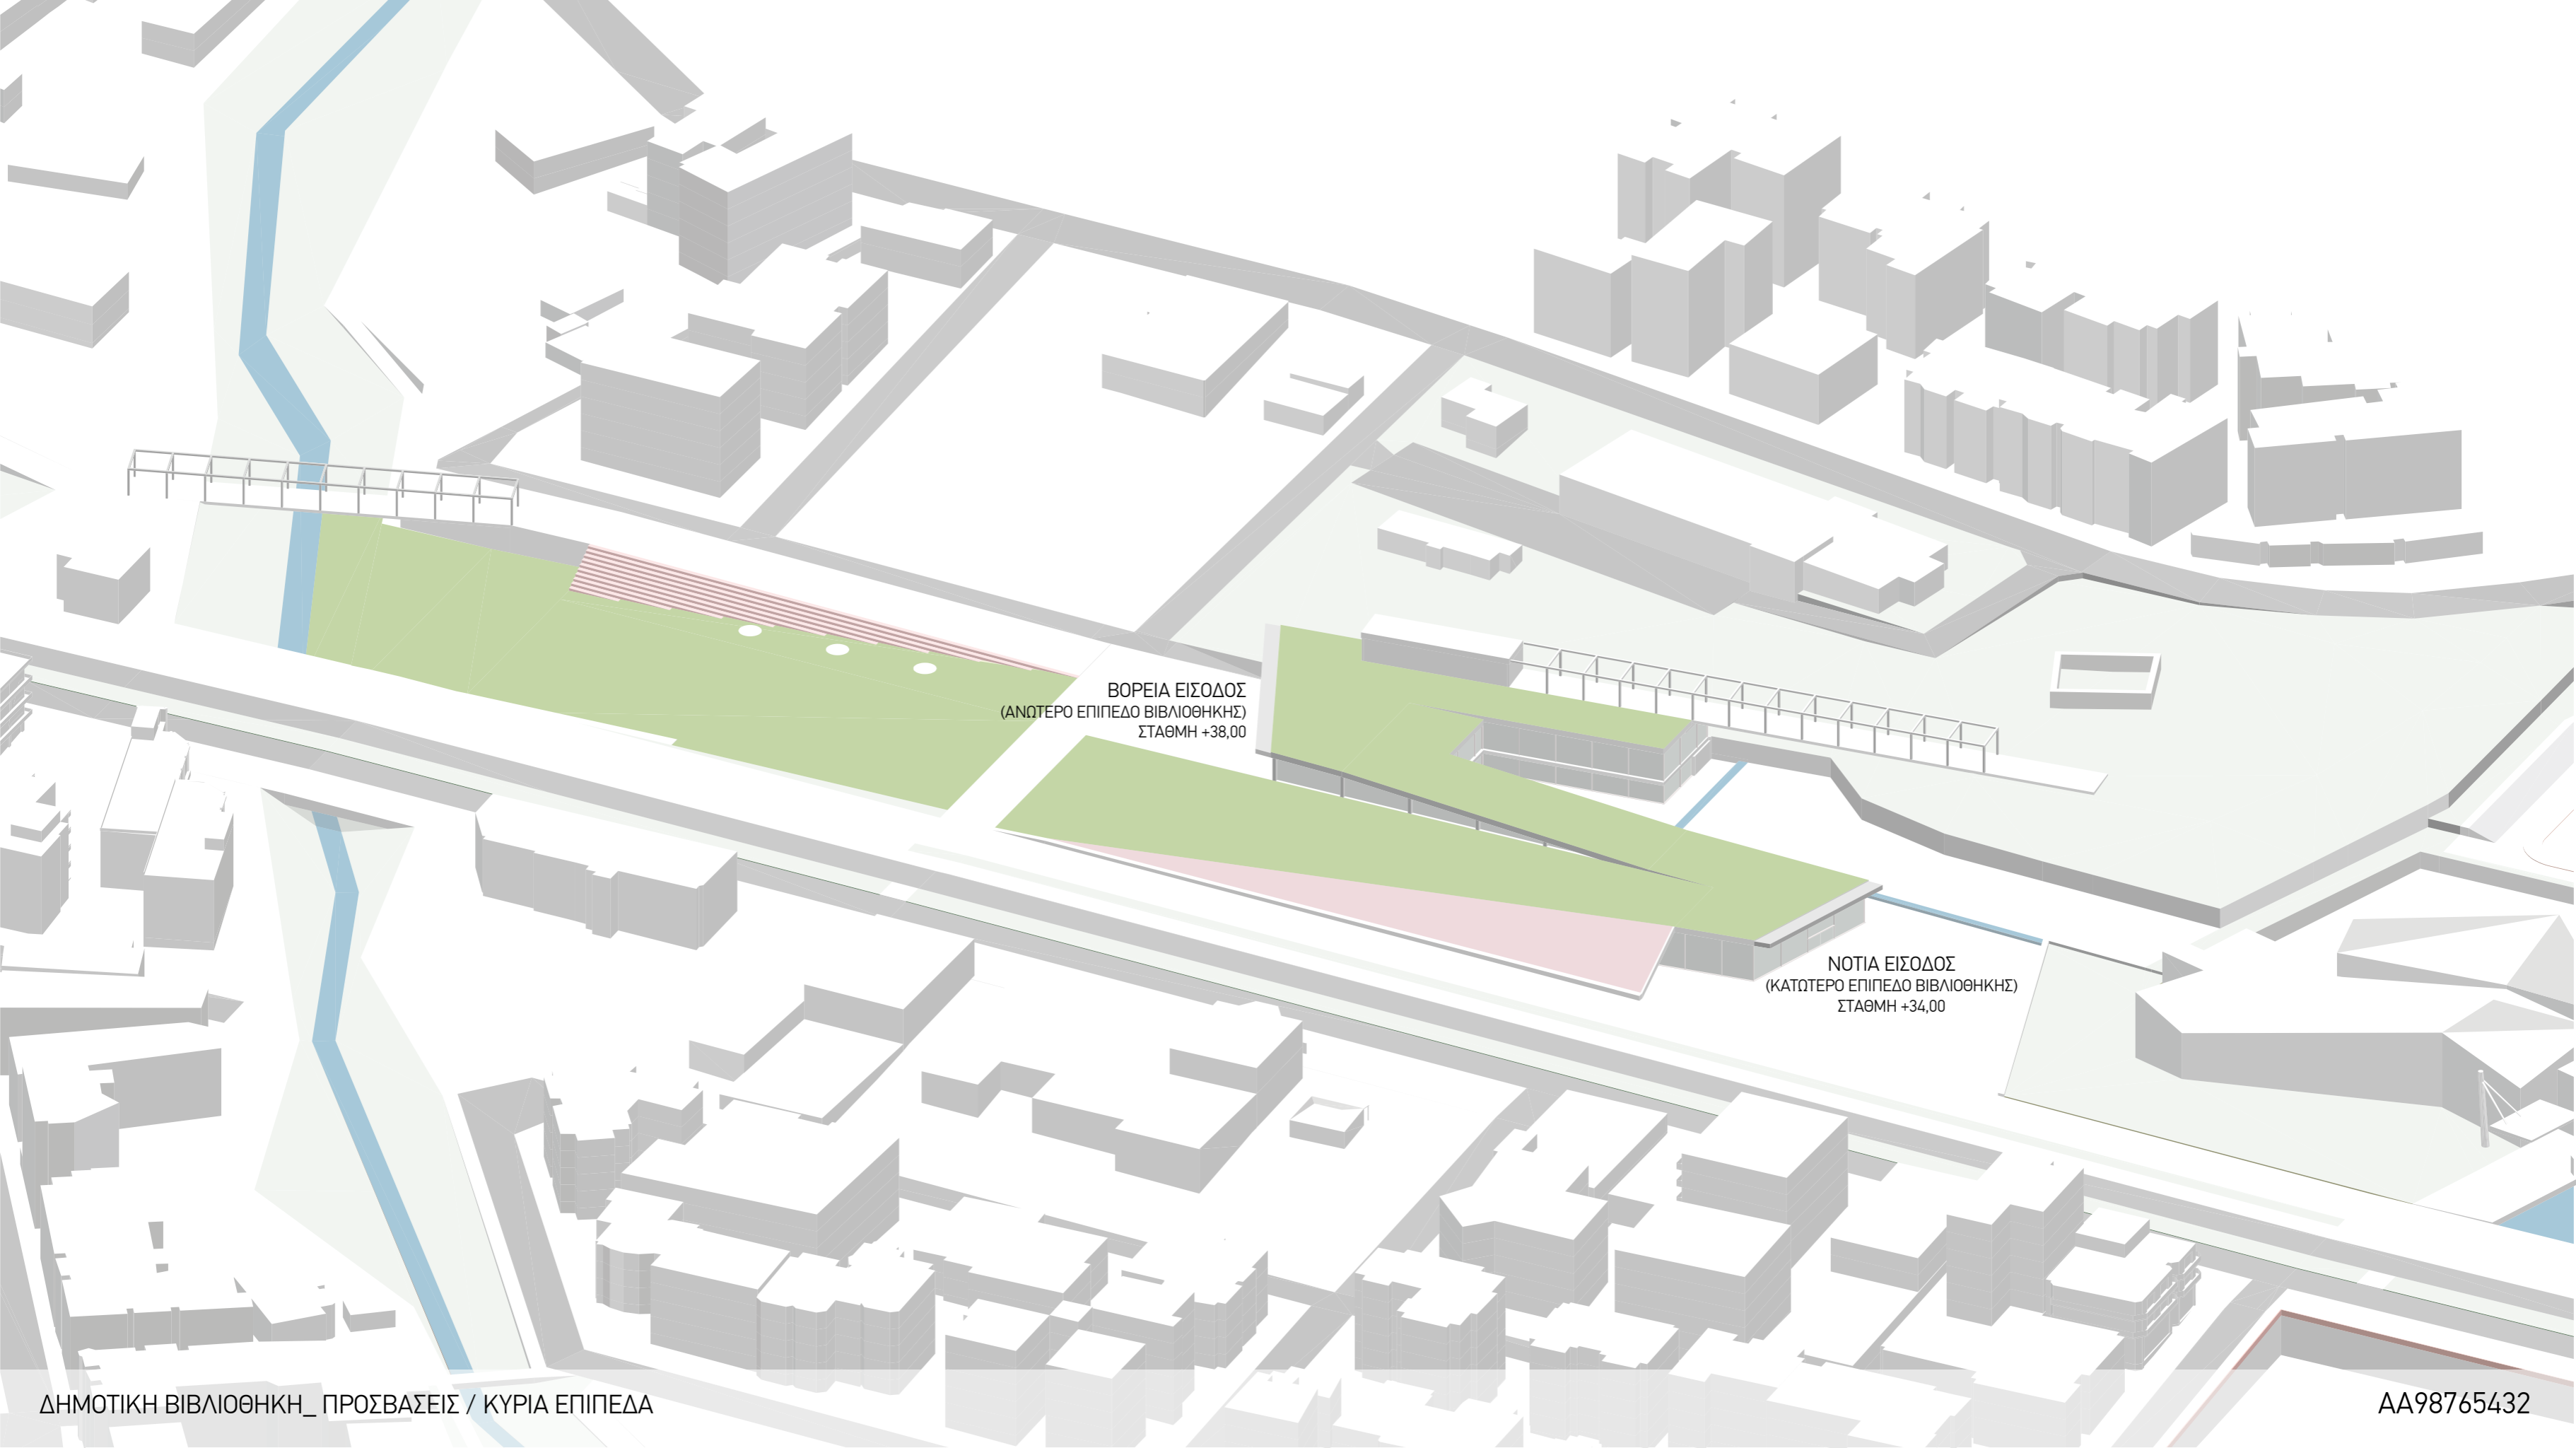 ΒΟΡΕΙΑ ΕΙΣΟΔΟΣ
(ΑΝΩΤΕΡΟ ΕΠΙΠΕΔΟ ΒΙΒΛΙΟΘΗΚΗΣ)
ΣΤΑΘΜΗ +38,00
ΝΟΤΙΑ ΕΙΣΟΔΟΣ
(ΚΑΤΩΤΕΡΟ ΕΠΙΠΕΔΟ ΒΙΒΛΙΟΘΗΚΗΣ)
ΣΤΑΘΜΗ +34,00
ΔΗΜΟΤΙΚΗ ΒΙΒΛΙΟΘΗΚΗ_ ΠΡΟΣΒΑΣΕΙΣ / ΚΥΡΙΑ ΕΠΙΠΕΔΑ
AA98765432